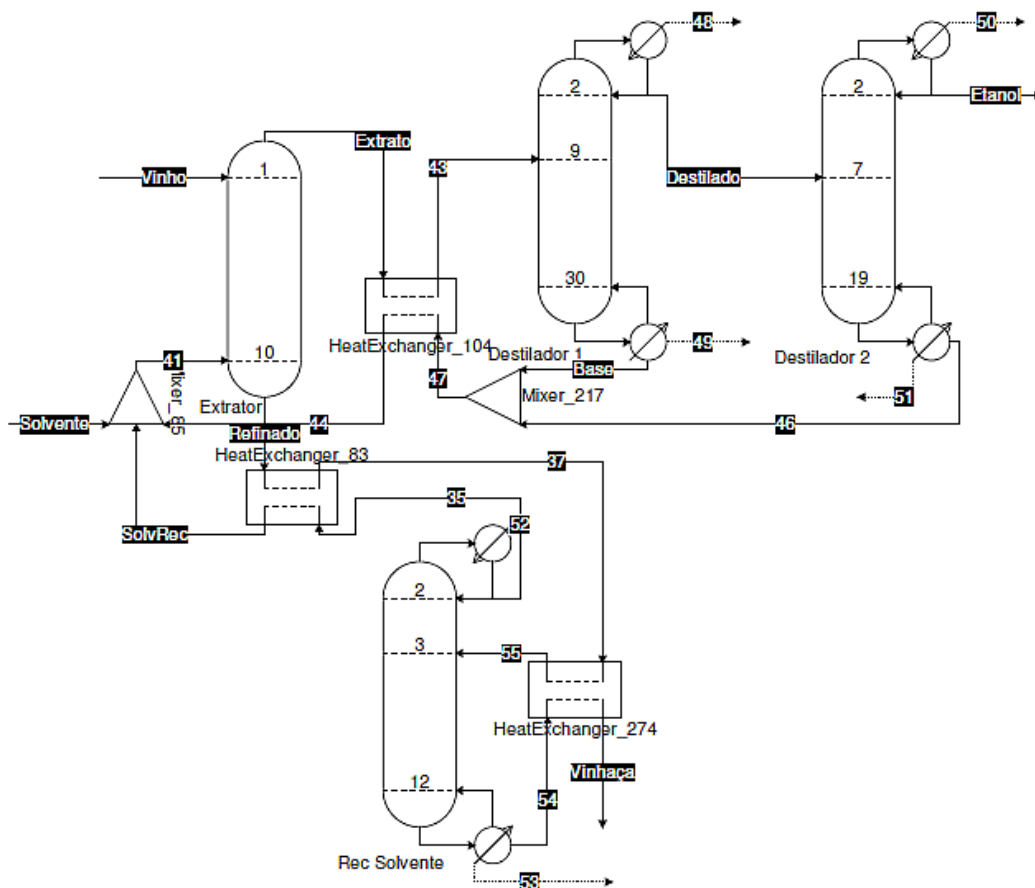 48
50
2
2
Etanol
Extrato
43
9
Vinho
1
Destilado
7
30
19
HeatExchanger_104
Destilador 1
49
Destilador 2
41
10
47
Base
Mixer_217
51
Mixer_85
Extrator
Solvente
Refinado
44
46
HeatExchanger_83
37
35
SolvRec
52
2
3
55
HeatExchanger_274
Vinhaça
12
54
Rec Solvente
53